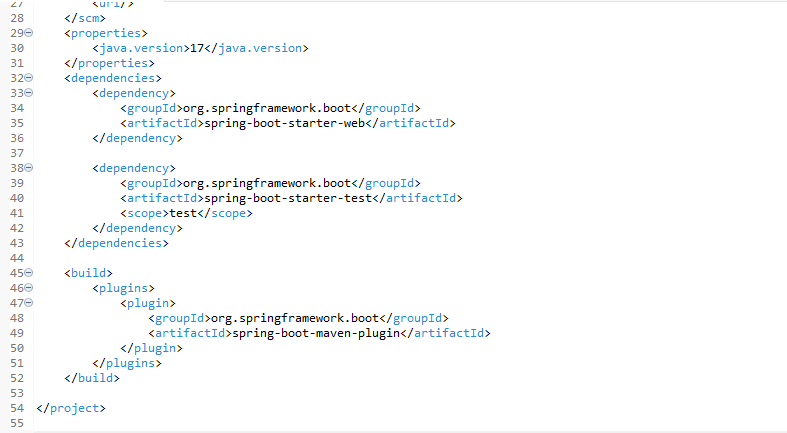 27 <url/>
28 </scm>
29 <properties>
30 <java.version>17</java.version>
31 </properties>
32 <dependencies>
33 <dependency>
34 <groupId>org.springframework.boot</groupId>
35 <artifactId>spring-boot-starter-web</artifactId>
36 </dependency>
37
38 <dependency>
39 <groupId>org.springframework.boot</groupId>
40 <artifactId>spring-boot-starter-test</artifactId>
41 <scope>test</scope>
42 </dependency>
43 </dependencies>
44
45 <build>
46 <plugins>
47 <plugin>
48 <groupId>org.springframework.boot</groupId>
49 <artifactId>spring-boot-maven-plugin</artifactId>
50 </plugin>
51 </plugins>
52 </build>
53
54 </project>
55